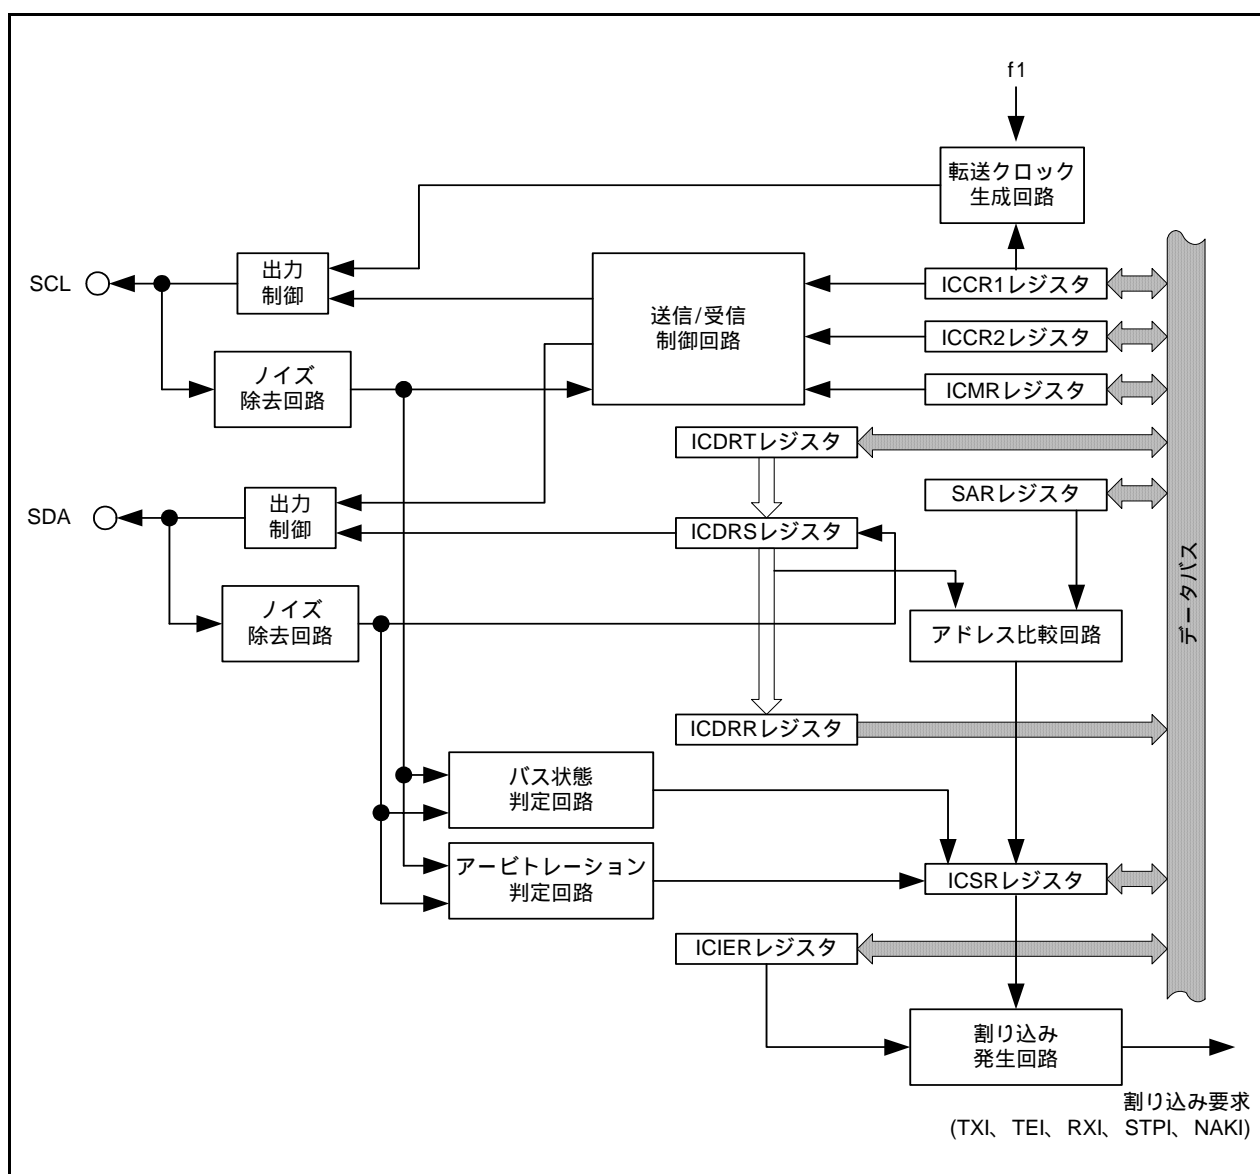 f1
転送クロック
生成回路
SCL
出力
制御
送信/受信
制御回路
ICCR1レジスタ
ICCR2レジスタ
ノイズ
除去回路
ICMRレジスタ
ICDRTレジスタ
SARレジスタ
SDA
出力
制御
ICDRSレジスタ
データバス
ノイズ
除去回路
アドレス比較回路
ICDRRレジスタ
バス状態
判定回路
アービトレーション
判定回路
ICSRレジスタ
ICIERレジスタ
割り込み
発生回路
割り込み要求
(TXI、TEI、RXI、STPI、NAKI)